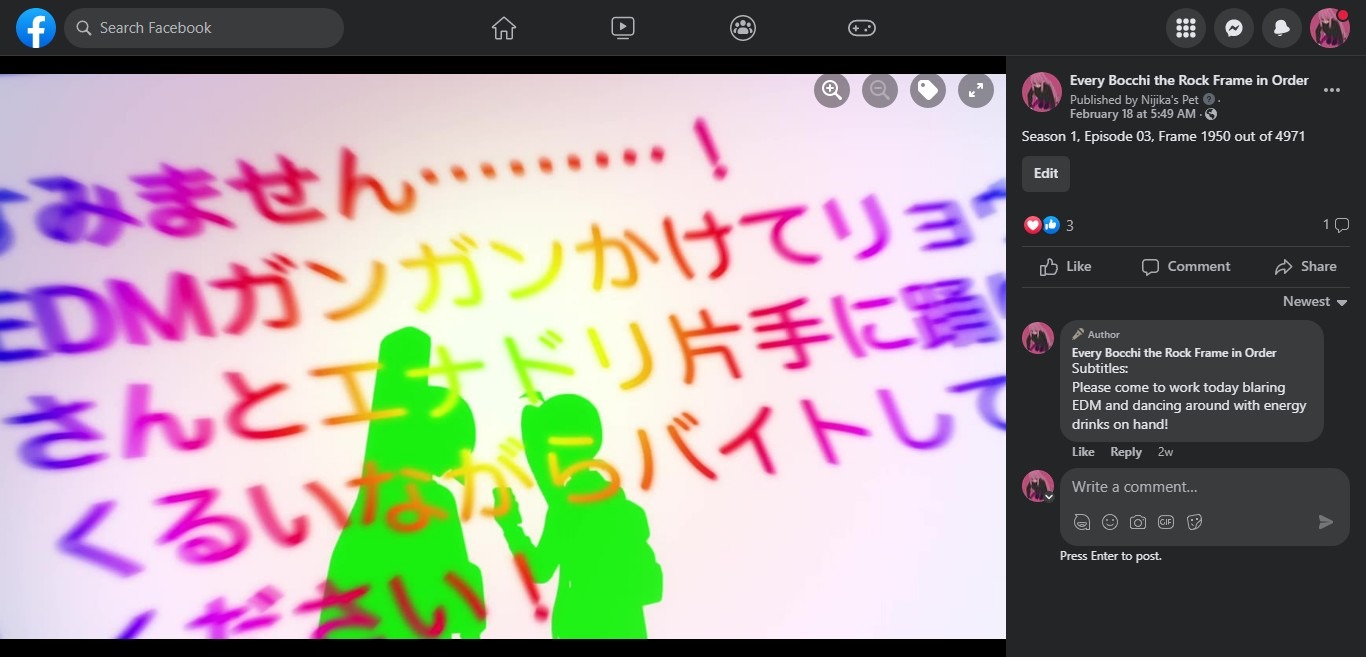 Search Facebook
すみません………！
EDMガンガンかけてリョウ
さんとエナドリ片手に踊り
くるいながらバイトして
ください！
Every Bocchi the Rock Frame in Order
Published by Nijika's Pet ·
February 18 at 5:49 AM ·
Season 1, Episode 03, Frame 1950 out of 4971
Edit
3
1
Like
Comment
Share
Newest
Author
Every Bocchi the Rock Frame in Order
Subtitles:
Please come to work today blaring
EDM and dancing around with energy
drinks on hand!
Like Reply 2w
Write a comment...
GIF
Press Enter to post.